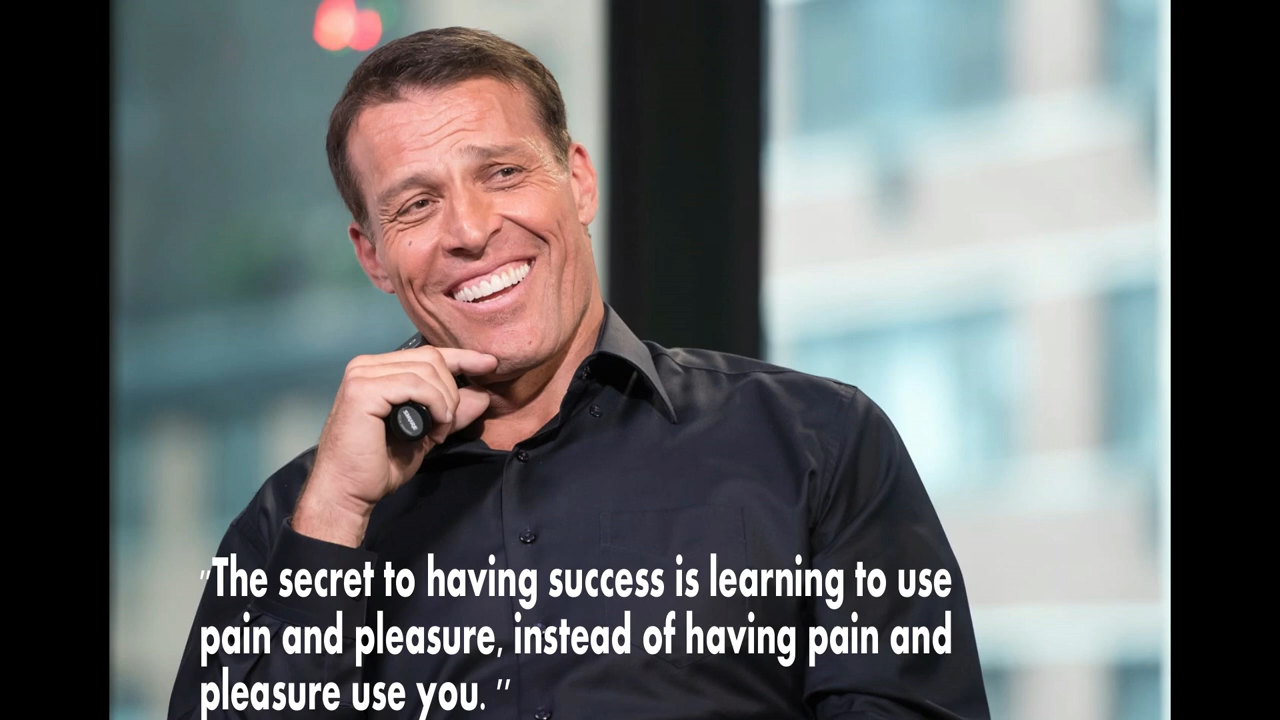 "The secret to having success is learning to use
pain and pleasure, instead of having pain and
pleasure use you. "